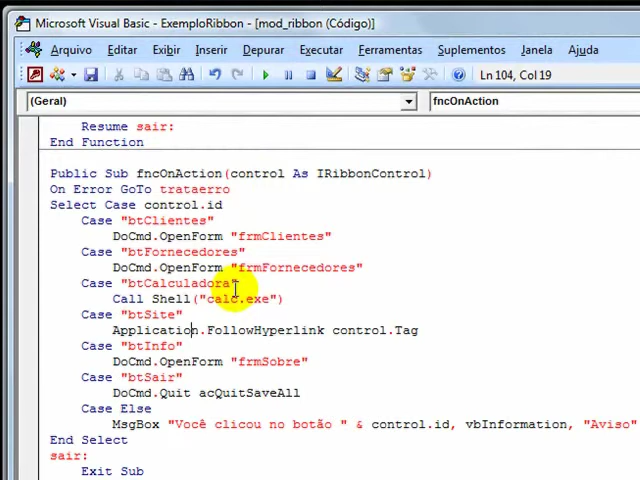 Microsoft Visual Basic - ExemploRibbon - [mod_ribbon (Código)]
Arquivo Editar Exibir Inserir Depurar Executar Ferramentas Suplementos Janela Ajuda
Ln 104, Col 19
(Geral) fncOnAction
Resume sair:
End Function
Public Sub fncOnAction(control As IRibbonControl)
On Error GoTo trataerro
Select Case control.id
Case "btClientes"
DoCmd.OpenForm "frmClientes"
Case "btFornecedores"
DoCmd.OpenForm "frmFornecedores"
Case "btCalculadora"
Call Shell("calc.exe")
Case "btSite"
Application.FollowHyperlink control.Tag
Case "btInfo"
DoCmd.OpenForm "frmSobre"
Case "btSair"
DoCmd.Quit acQuitSaveAll
Case Else
MsgBox "Você clicou no botão " & control.id, vbInformation, "Aviso"
End Select
sair:
Exit Sub